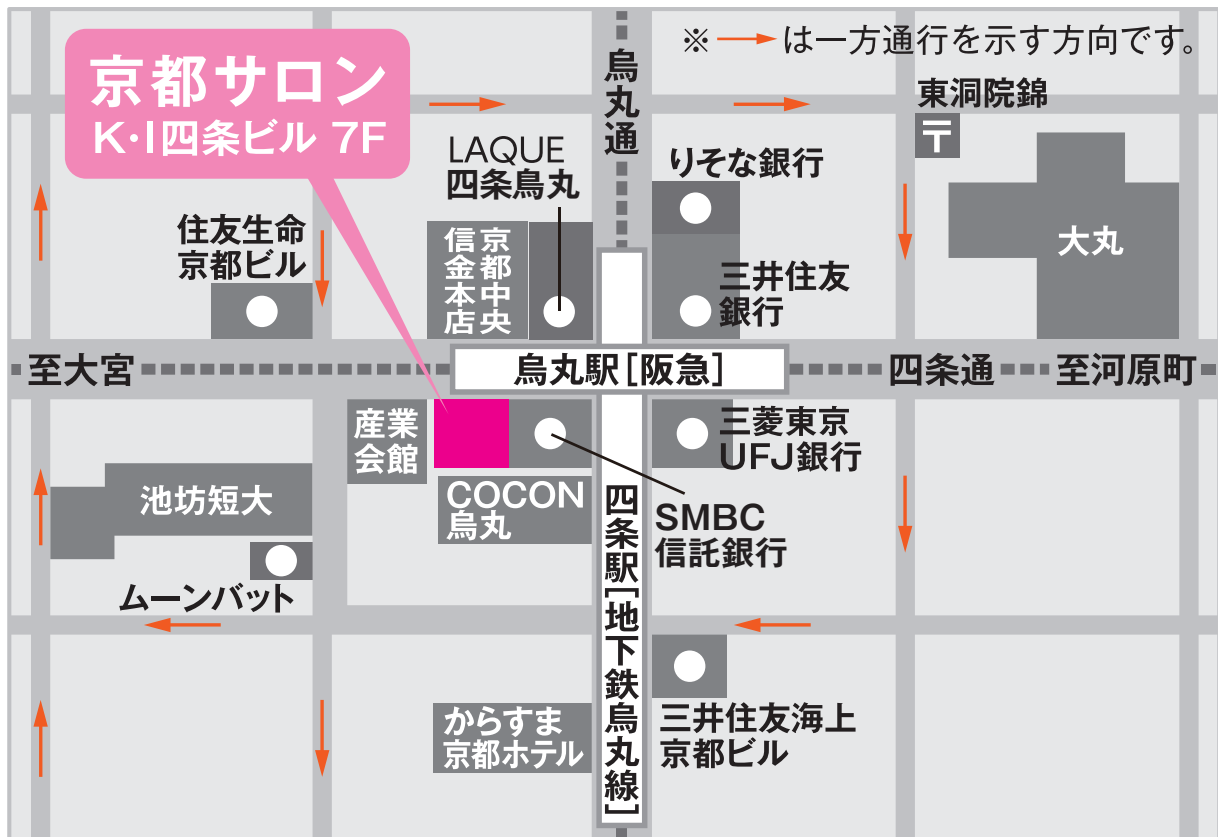 ※→は一方通行を示す方向です。
京都サロン
K・I四条ビル 7F
烏丸通
東洞院錦
〒
LAQUE
四条烏丸
りそな銀行
住友生命
京都ビル
京都中央
信金本店
三井住友
銀行
大丸
至大宮
烏丸駅［阪急］
四条通
至河原町
産業
会館
三菱東京
UFJ銀行
池坊短大
COCON
烏丸
四条駅［地下鉄烏丸線］
SMBC
信託銀行
ムーンバット
からすま
京都ホテル
三井住友海上
京都ビル